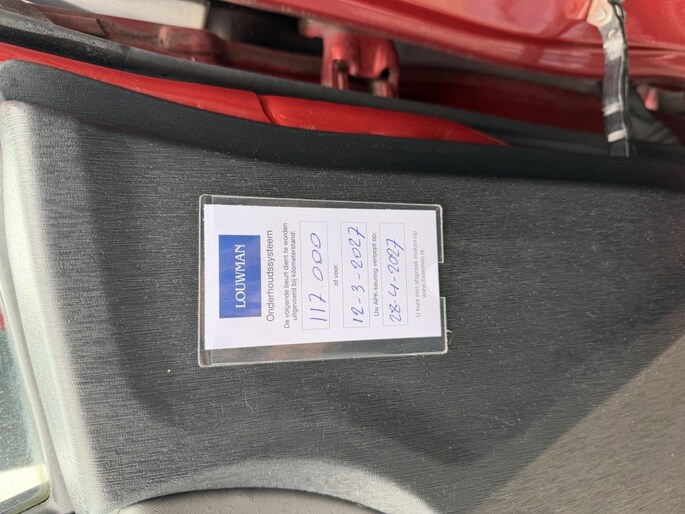 LOUWMAN
Onderhoudssysteem
De volgende beurt dient te worden
uitgevoerd bij kilometerstand:
117 000
of voor
12-3-2027
Uw APK-keuring verloopt op:
28-4-2027
U kunt een afspraak maken op
www.louwman.nl